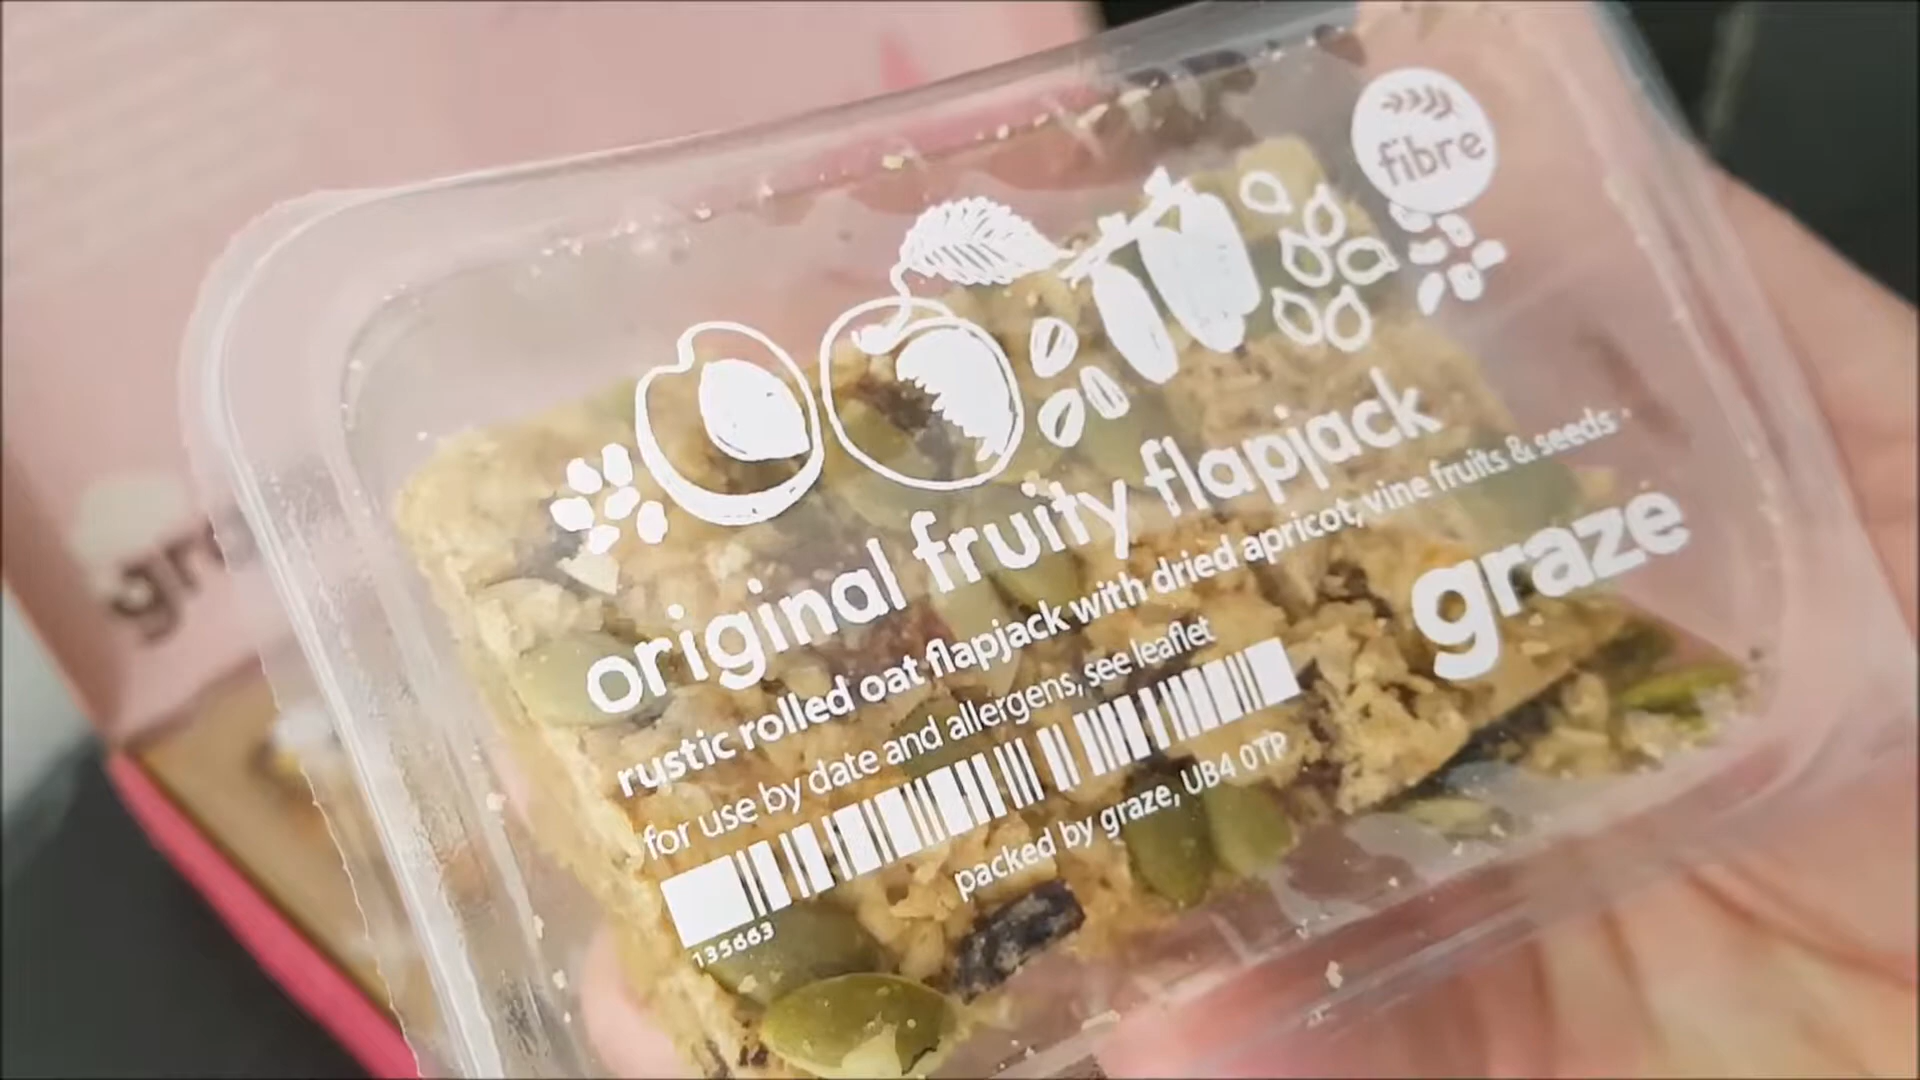 fibre
original fruity flapjack
rustic rolled oat flapjack with dried apricot, vine fruits & seeds
graze
for use by date and allergens, see leaflet
packed by graze, UB4 0TP
135663
gra